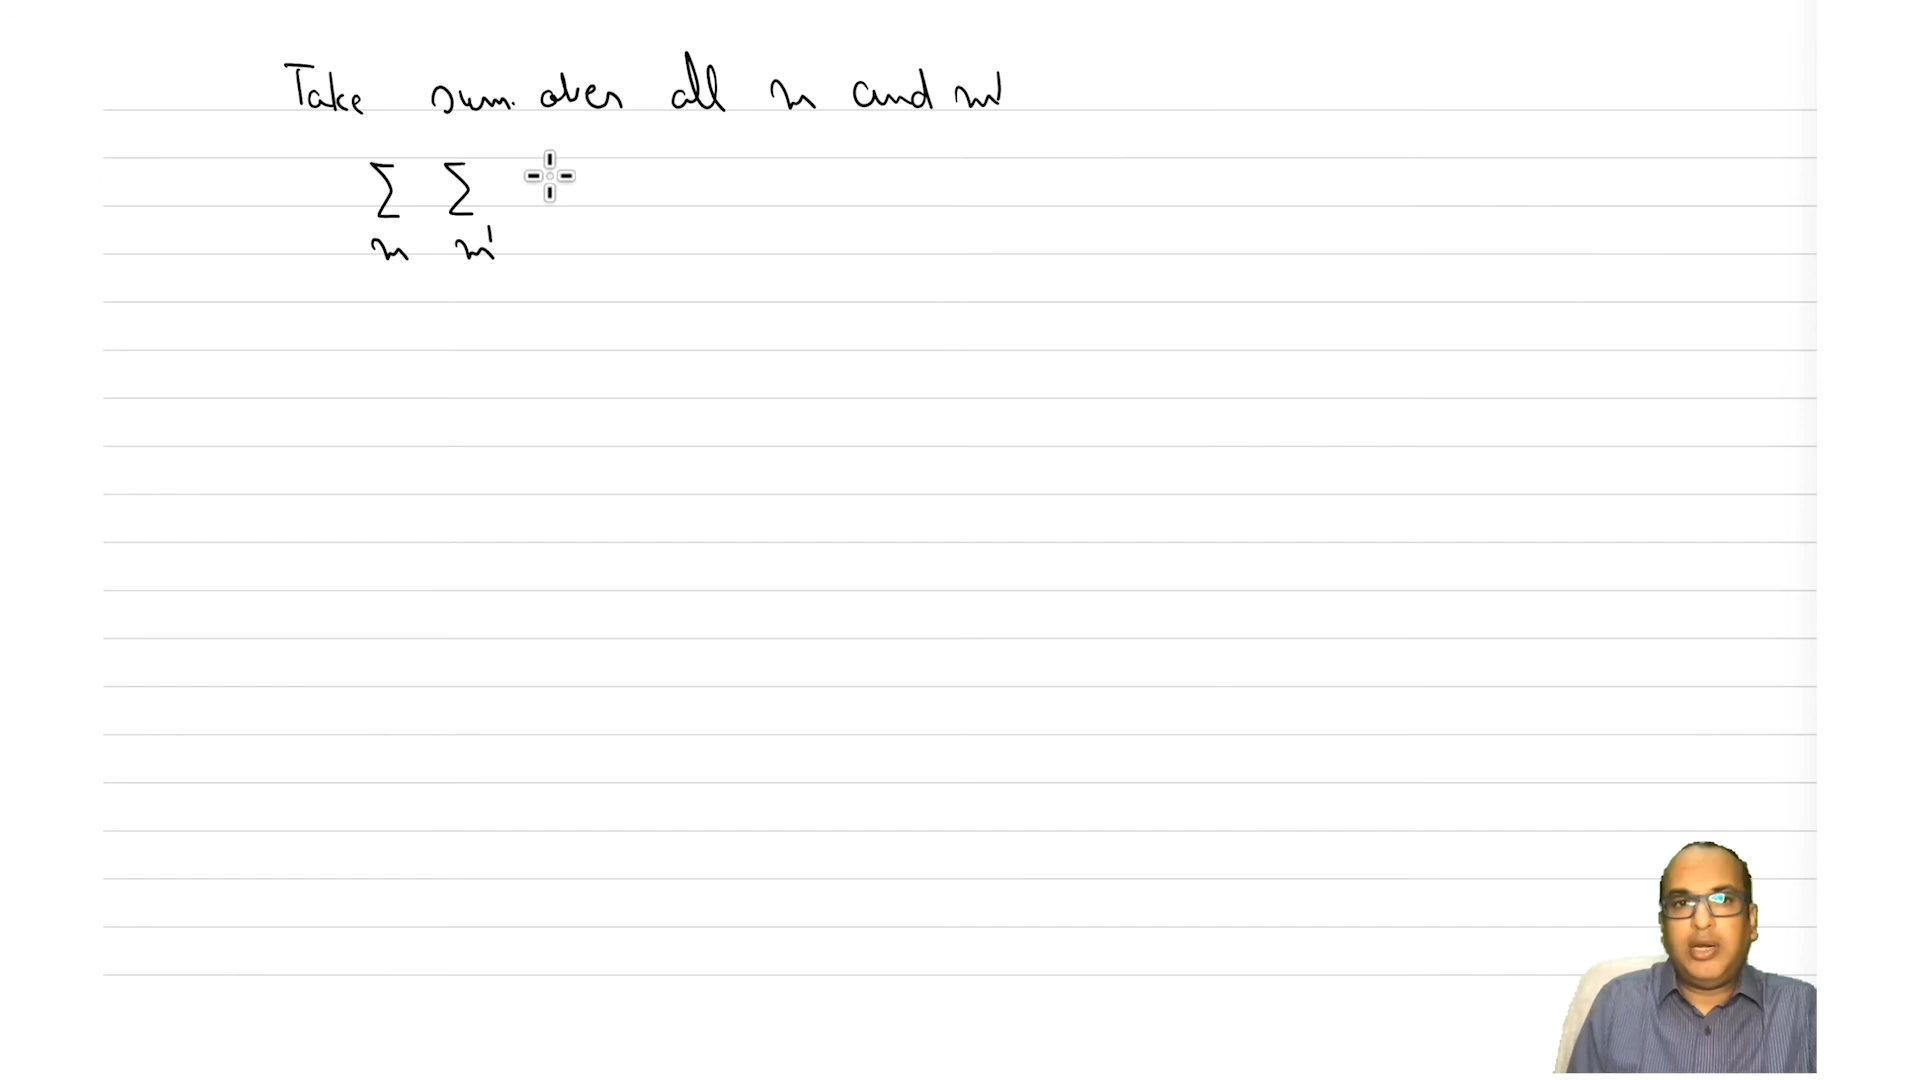 Take sum over all m and m'
Σ Σ
m m'